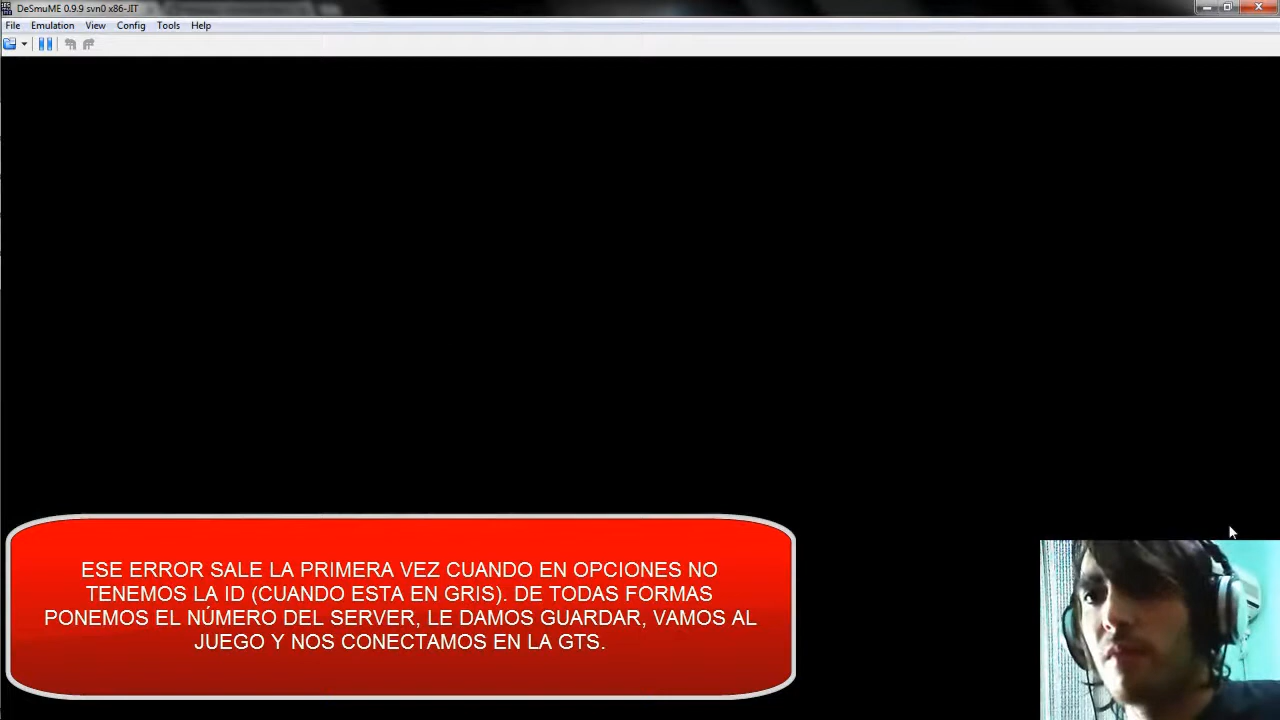 DeSmuME 0.9.9 svn0 x86-JIT
File Emulation View Config Tools Help
ESE ERROR SALE LA PRIMERA VEZ CUANDO EN OPCIONES NO
TENEMOS LA ID (CUANDO ESTA EN GRIS). DE TODAS FORMAS
PONEMOS EL NÚMERO DEL SERVER, LE DAMOS GUARDAR, VAMOS AL
JUEGO Y NOS CONECTAMOS EN LA GTS.